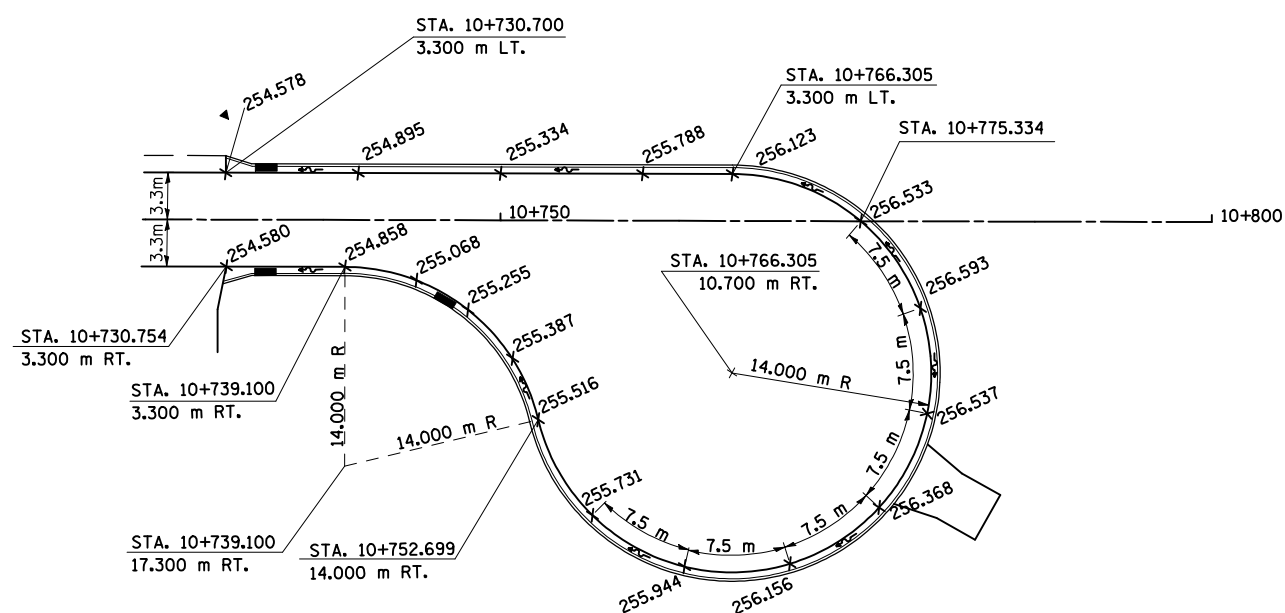 STA. 10+730.700
3.300 m LT.
254.578
STA. 10+766.305
3.300 m LT.
254.895
255.334
255.788
256.123
STA. 10+775.334
3.3m
256.533
10+750
10+800
3.3m
254.580
254.858
255.068
255.255
7.5 m
STA. 10+766.305
10.700 m RT.
256.593
STA. 10+730.754
3.300 m RT.
255.387
7.5 m
14.000 m R
STA. 10+739.100
3.300 m RT.
14.000 m R
255.516
256.537
14.000 m R
7.5 m
255.731
256.368
7.5 m
7.5 m
7.5 m
STA. 10+739.100
17.300 m RT.
STA. 10+752.699
14.000 m RT.
255.944
256.156